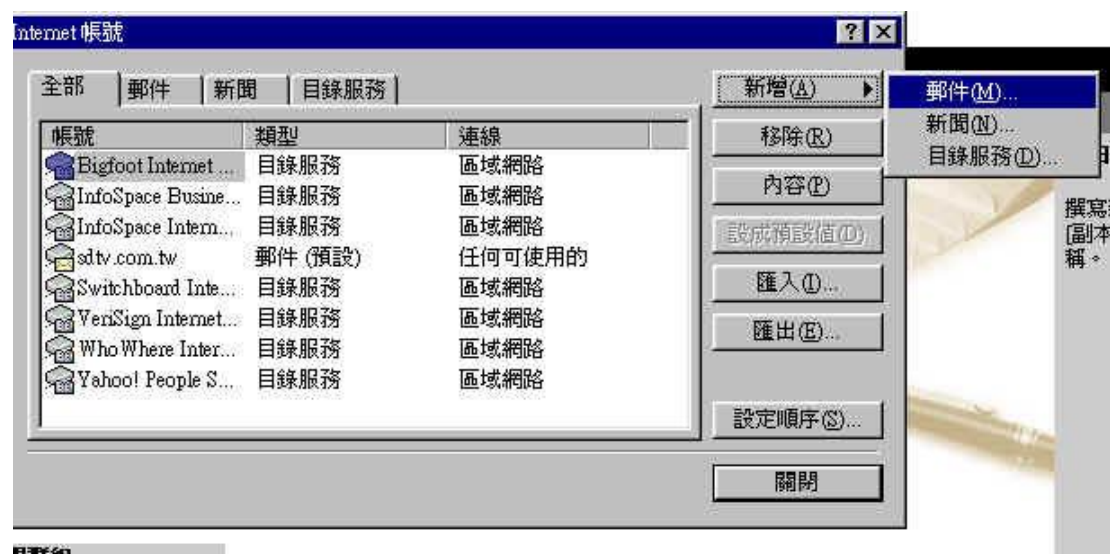 Internet 帳號
全部 郵件 新聞 目錄服務
帳號 類型 連線
Bigfoot Internet ... 目錄服務 區域網路
InfoSpace Busine... 目錄服務 區域網路
InfoSpace Intern... 目錄服務 區域網路
sdtv.com.tw 郵件 (預設) 任何可使用的
Switchboard Inte... 目錄服務 區域網路
VeriSign Internet... 目錄服務 區域網路
WhoWhere Inter... 目錄服務 區域網路
Yahoo! People S... 目錄服務 區域網路
新增(A)
移除(R)
內容(P)
設成預設值(D)
匯入(I)...
匯出(E)...
設定順序(S)...
關閉
郵件(M)...
新聞(N)...
目錄服務(D)...
撰寫
[副本
稱。